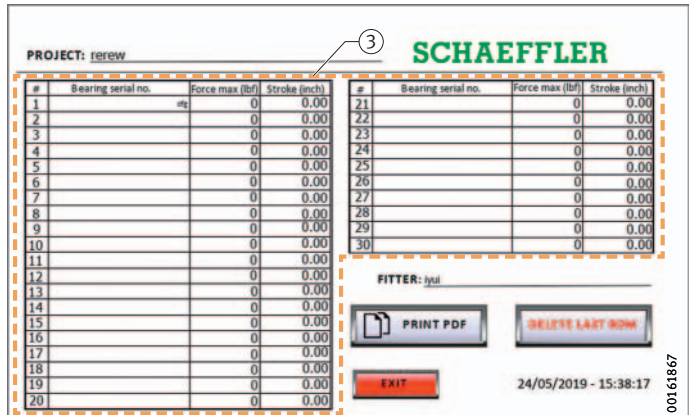 PROJECT: rerew
3
SCHAEFFLER
# Bearing serial no. Force max (lbf) Stroke (inch)
1 sfg 0 0.00
2 0 0.00
3 0 0.00
4 0 0.00
5 0 0.00
6 0 0.00
7 0 0.00
8 0 0.00
9 0 0.00
10 0 0.00
11 0 0.00
12 0 0.00
13 0 0.00
14 0 0.00
15 0 0.00
16 0 0.00
17 0 0.00
18 0 0.00
19 0 0.00
20 0 0.00
# Bearing serial no. Force max (lbf) Stroke (inch)
21 0 0.00
22 0 0.00
23 0 0.00
24 0 0.00
25 0 0.00
26 0 0.00
27 0 0.00
28 0 0.00
29 0 0.00
30 0 0.00
FITTER: iyui
PRINT PDF
DELETE LAST ROW
EXIT
24/05/2019 - 15:38:17
00161867